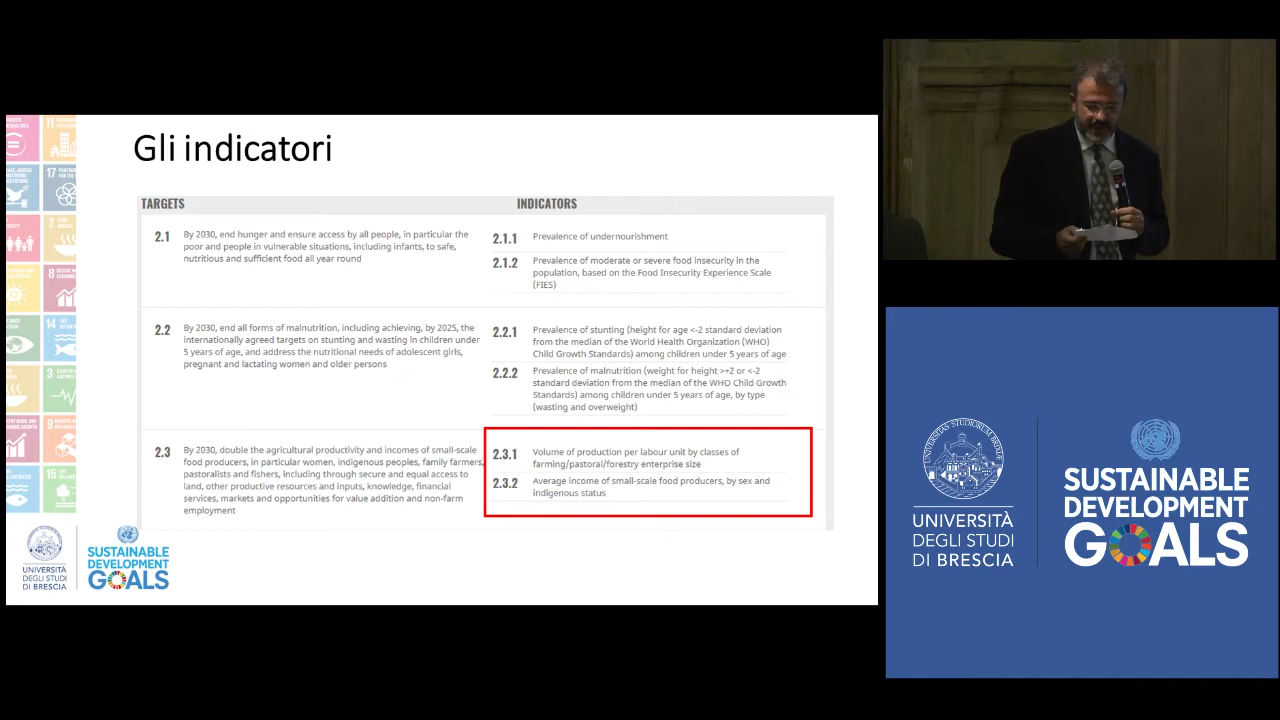 Gli indicatori
TARGETS
INDICATORS
2.1
By 2030, end hunger and ensure access by all people, in particular the
poor and people in vulnerable situations, including infants, to safe,
nutritious and sufficient food all year round
2.1.1
Prevalence of undernourishment
2.1.2
Prevalence of moderate or severe food insecurity in the
population, based on the Food Insecurity Experience Scale
(FIES)
2.2
By 2030, end all forms of malnutrition, including achieving, by 2025, the
internationally agreed targets on stunting and wasting in children under
5 years of age, and address the nutritional needs of adolescent girls,
pregnant and lactating women and older persons
2.2.1
Prevalence of stunting (height for age <-2 standard deviation
from the median of the World Health Organization (WHO)
Child Growth Standards) among children under 5 years of age
2.2.2
Prevalence of malnutrition (weight for height >+2 or <-2
standard deviation from the median of the WHO Child Growth
Standards) among children under 5 years of age, by type
(wasting and overweight)
2.3
By 2030, double the agricultural productivity and incomes of small-scale
food producers, in particular women, indigenous peoples, family farmers,
pastoralists and fishers, including through secure and equal access to
land, other productive resources and inputs, knowledge, financial
services, markets and opportunities for value addition and non-farm
employment
2.3.1
Volume of production per labour unit by classes of
farming/pastoral/forestry enterprise size
2.3.2
Average income of small-scale food producers, by sex and
indigenous status
11
17
2
8
14
3
9
15
UNIVERSITÀ
DEGLI STUDI
DI BRESCIA
SUSTAINABLE
DEVELOPMENT
GOALS
UNIVERSITÀ
DEGLI STUDI
DI BRESCIA
SUSTAINABLE
DEVELOPMENT
GOALS